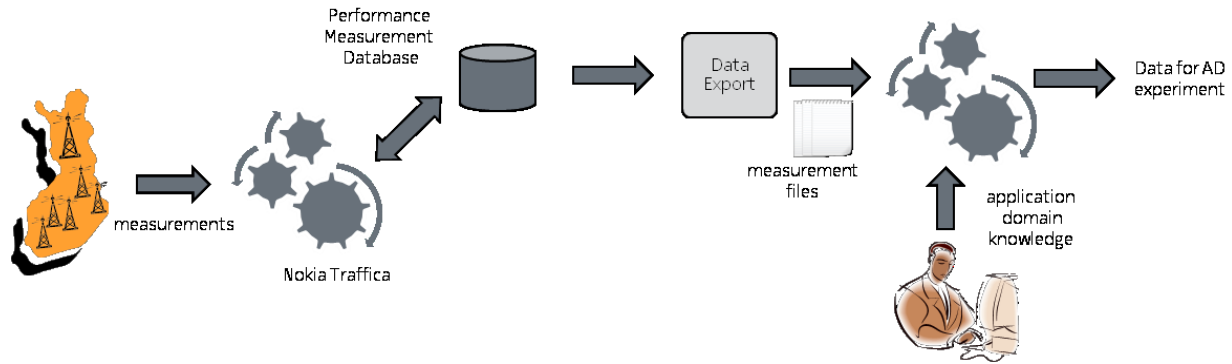 Performance
Measurement
Database
Data
Export
Data for AD
experiment
measurements
measurement
files
application
domain
knowledge
Nokia Traffica